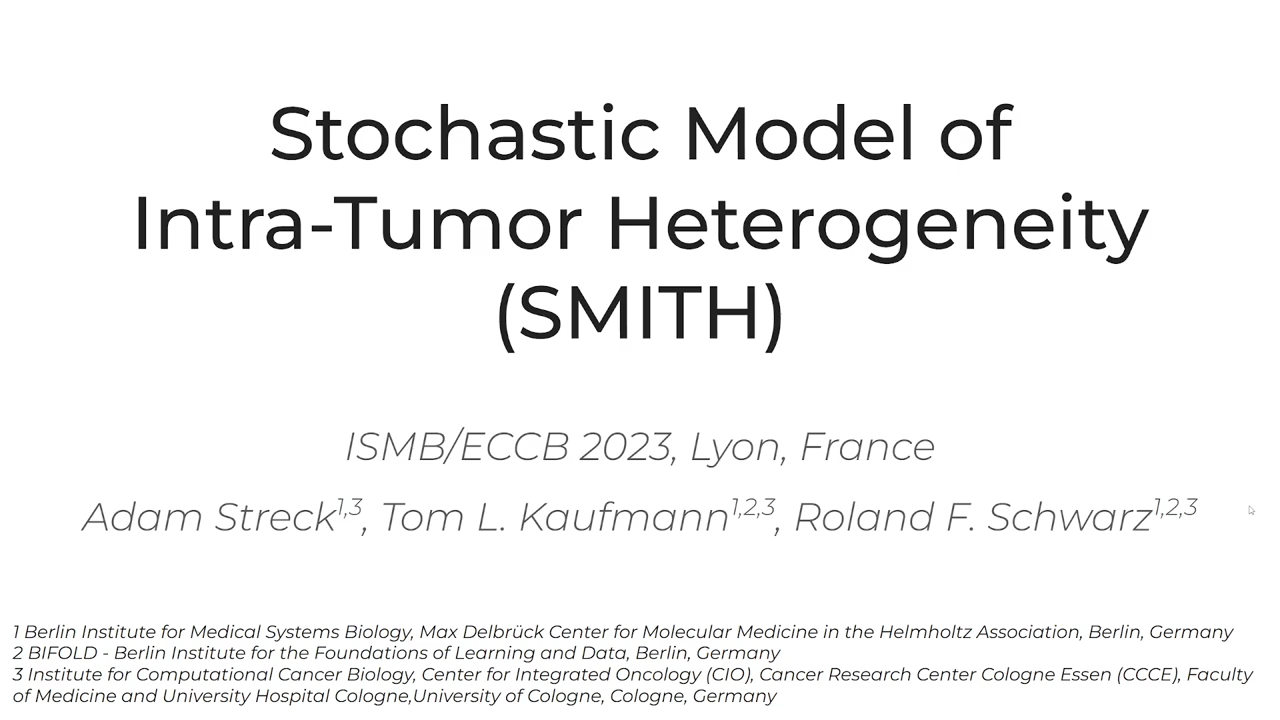 Stochastic Model of
Intra-Tumor Heterogeneity
(SMITH)
ISMB/ECCB 2023, Lyon, France
Adam Streck1,3, Tom L. Kaufmann1,2,3, Roland F. Schwarz1,2,3
1 Berlin Institute for Medical Systems Biology, Max Delbrück Center for Molecular Medicine in the Helmholtz Association, Berlin, Germany
2 BIFOLD - Berlin Institute for the Foundations of Learning and Data, Berlin, Germany
3 Institute for Computational Cancer Biology, Center for Integrated Oncology (CIO), Cancer Research Center Cologne Essen (CCCE), Faculty
of Medicine and University Hospital Cologne,University of Cologne, Cologne, Germany